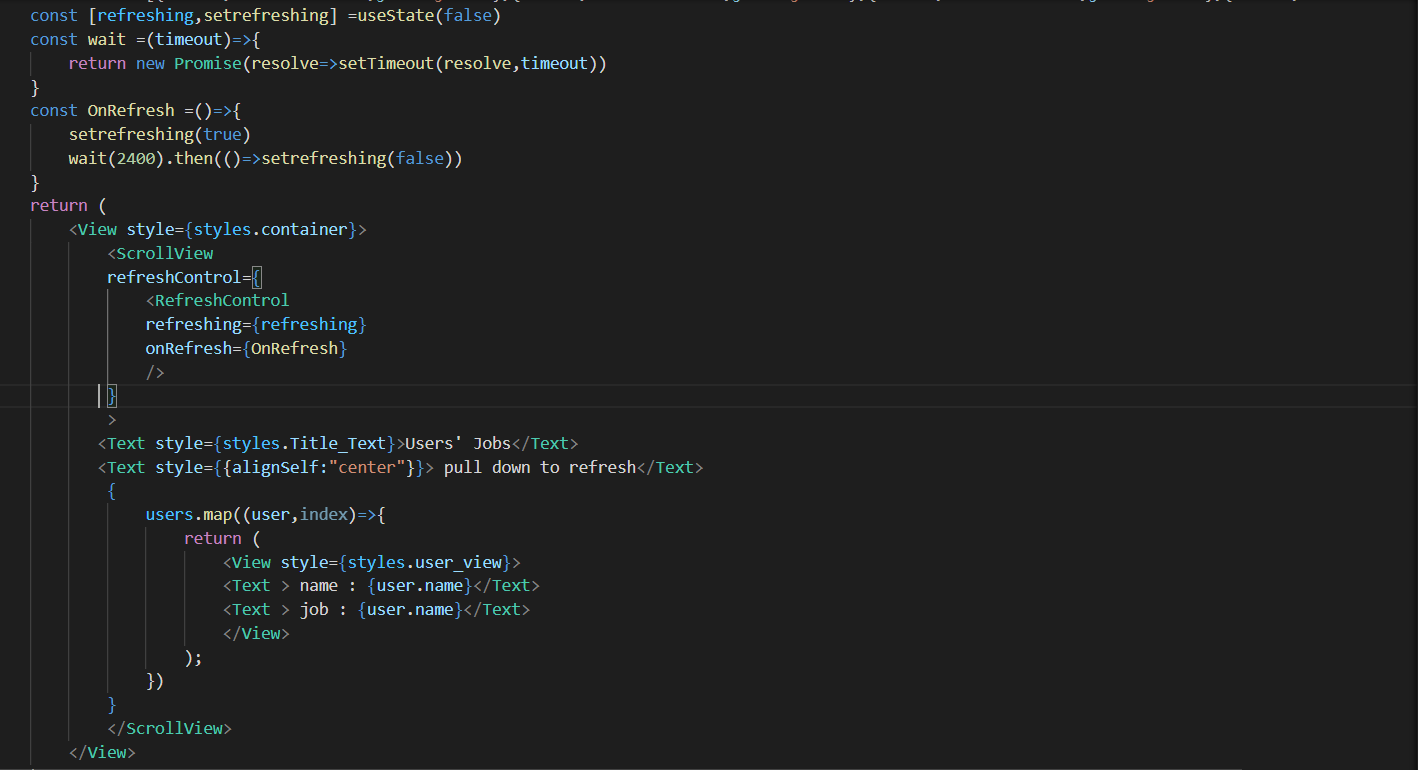 const [refreshing,setrefreshing] =useState(false)
const wait =(timeout)=>{
return new Promise(resolve=>setTimeout(resolve,timeout))
}
const OnRefresh =()=>{
setrefreshing(true)
wait(2400).then(()=>setrefreshing(false))
}
return (
<View style={styles.container}>
<ScrollView
refreshControl={
<RefreshControl
refreshing={refreshing}
onRefresh={OnRefresh}
/>
}
>
<Text style={styles.Title_Text}>Users' Jobs</Text>
<Text style={{alignSelf:"center"}}> pull down to refresh</Text>
{
users.map((user,index)=>{
return (
<View style={styles.user_view}>
<Text > name : {user.name}</Text>
<Text > job : {user.name}</Text>
</View>
);
})
}
</ScrollView>
</View>